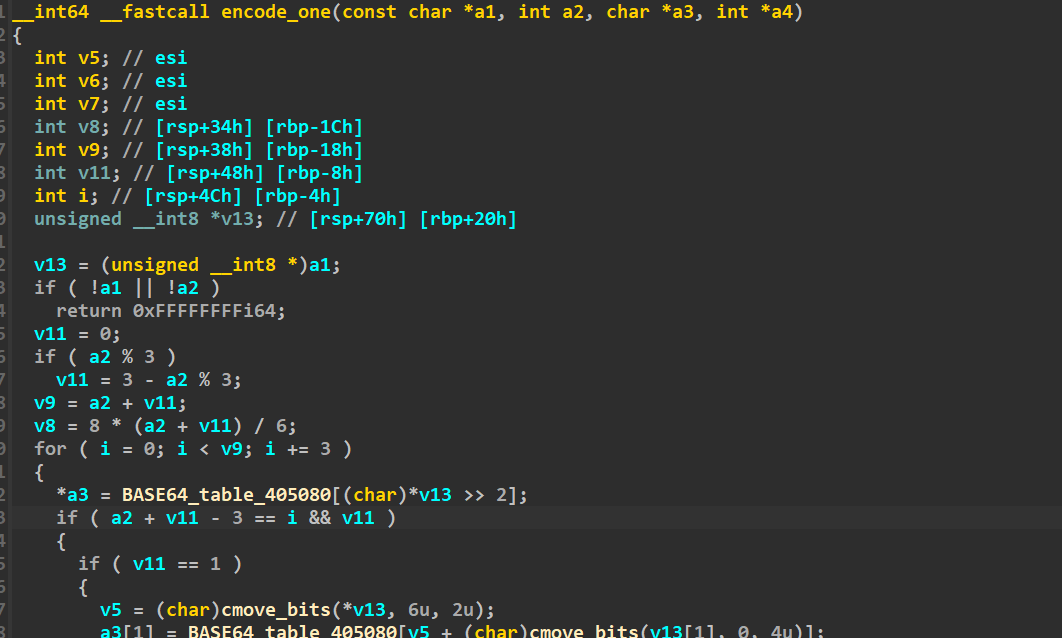 1 __int64 __fastcall encode_one(const char *a1, int a2, char *a3, int *a4)
2 {
3 int v5; // esi
4 int v6; // esi
5 int v7; // esi
6 int v8; // [rsp+34h] [rbp-1Ch]
7 int v9; // [rsp+38h] [rbp-18h]
8 int v11; // [rsp+48h] [rbp-8h]
9 int i; // [rsp+4Ch] [rbp-4h]
0 unsigned __int8 *v13; // [rsp+70h] [rbp+20h]
1
2 v13 = (unsigned __int8 *)a1;
3 if ( !a1 || !a2 )
4 return 0xFFFFFFFFi64;
5 v11 = 0;
6 if ( a2 % 3 )
7 v11 = 3 - a2 % 3;
8 v9 = a2 + v11;
9 v8 = 8 * (a2 + v11) / 6;
0 for ( i = 0; i < v9; i += 3 )
1 {
2 *a3 = BASE64_table_405080[(char)*v13 >> 2];
3 if ( a2 + v11 - 3 == i && v11 )
4 {
5 if ( v11 == 1 )
6 {
7 v5 = (char)cmove_bits(*v13, 6u, 2u);
8 a3[1] = BASE64_table_405080[v5 + (char)cmove_bits(v13[1], 0, 4u)];